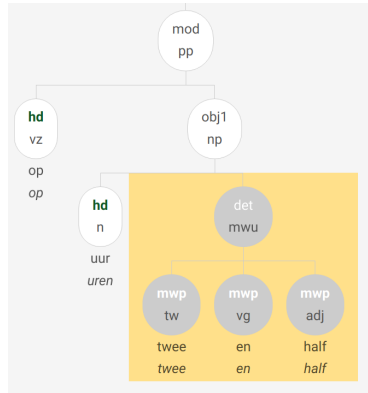 mod
pp
hd
vz
obj1
np
op
op
hd
n
det
mwu
uur
uren
mwp
tw
mwp
vg
mwp
adj
twee
twee
en
en
half
half